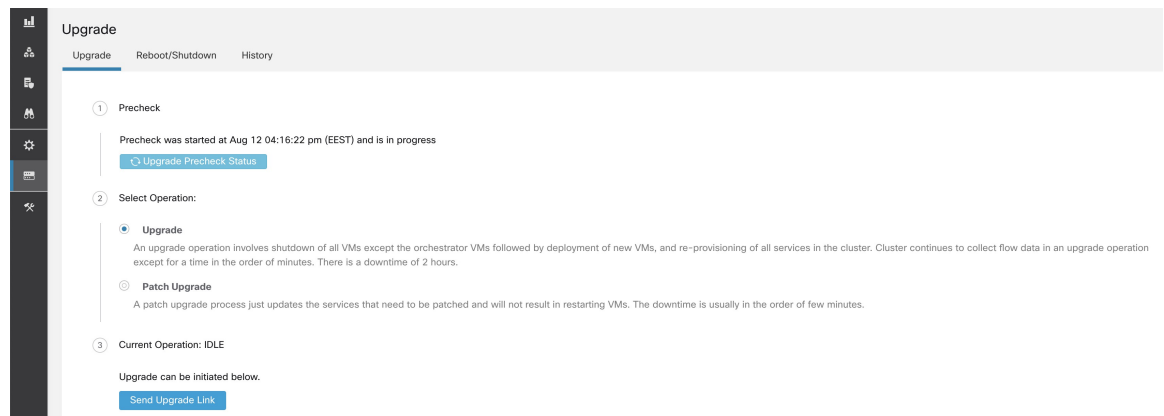 Upgrade
Upgrade
Reboot/Shutdown
History
1
Precheck
Precheck was started at Aug 12 04:16:22 pm (EEST) and is in progress
Upgrade Precheck Status
2
Select Operation:
Upgrade
An upgrade operation involves shutdown of all VMs except the orchestrator VMs followed by deployment of new VMs, and re-provisioning of all services in the cluster. Cluster continues to collect flow data in an upgrade operation
except for a time in the order of minutes. There is a downtime of 2 hours.
Patch Upgrade
A patch upgrade process just updates the services that need to be patched and will not result in restarting VMs. The downtime is usually in the order of few minutes.
3
Current Operation: IDLE
Upgrade can be initiated below.
Send Upgrade Link